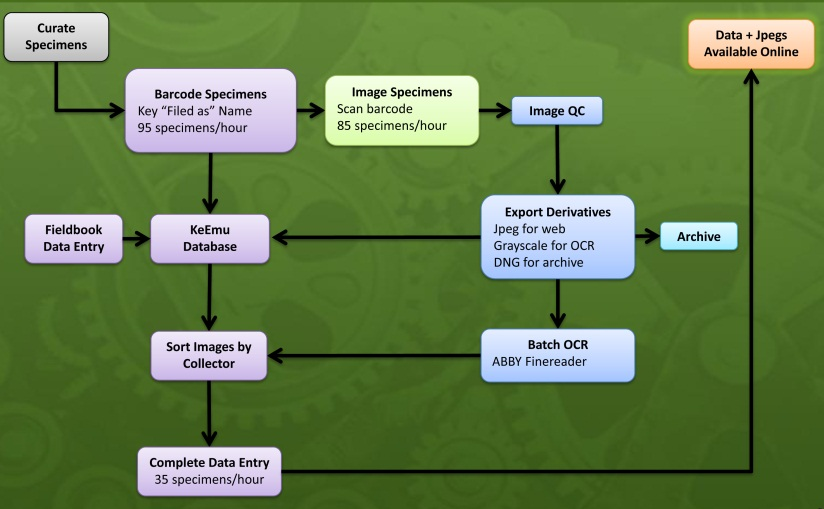 Curate
Specimens
Data + Jpegs
Available Online
Barcode Specimens
Key “Filed as” Name
95 specimens/hour
Image Specimens
Scan barcode
85 specimens/hour
Image QC
Fieldbook
Data Entry
KeEmu
Database
Export Derivatives
Jpeg for web
Grayscale for OCR
DNG for archive
Archive
Sort Images by
Collector
Batch OCR
ABBY Finereader
Complete Data Entry
35 specimens/hour